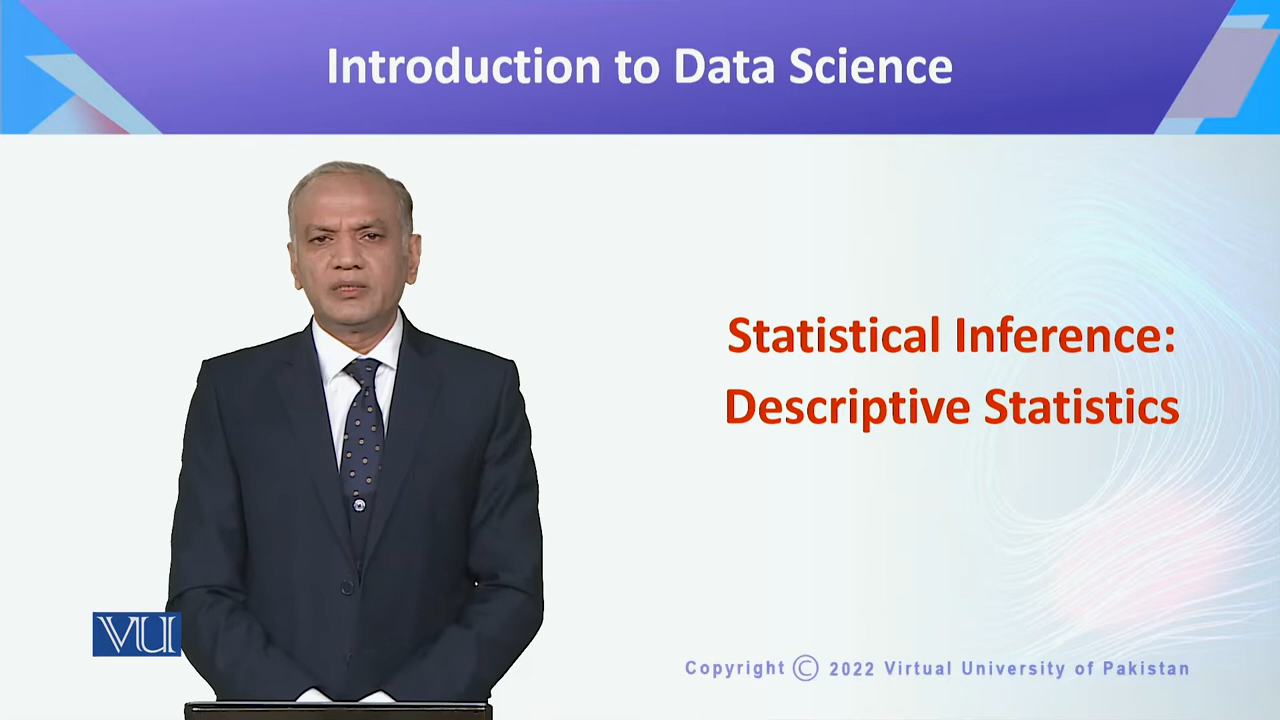 Introduction to Data Science
Statistical Inference:
Descriptive Statistics
VU
Copyright © 2022 Virtual University of Pakistan